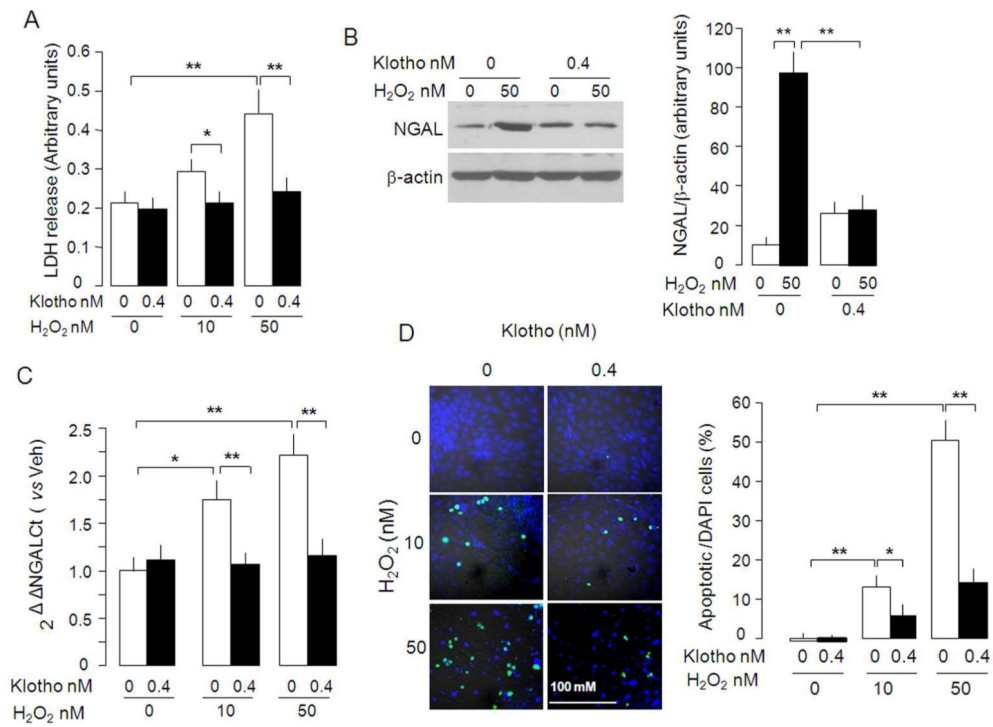 A
LDH release (Arbitrary units)
0.6
0.5
0.4
0.3
0.2
0.2
0
**
**
*
Klotho nM 0 0.4 0 0.4 0 0.4
H2O2 nM 0 10 50
B
Klotho nM 0 0.4
H2O2 nM 0 50 0 50
NGAL
β-actin
NGAL/β-actin (arbitrary units)
120
100
80
60
40
20
0
** **
0 50 0 50
H2O2 nM
Klotho nM 0 0.4
C
2ΔΔNGALCt ( vs Veh)
2.5
2.0
1.5
1.0
0.5
0
**
**
*
**
Klotho nM 0 0.4 0 0.4 0 0.4
H2O2 nM 0 10 50
D
Klotho (nM)
0 0.4
H2O2 (nM)
0
10
50
100 mM
Apoptotic /DAPI cells (%)
60
50
40
30
20
10
0
**
**
**
*
0 0.4 0 0.4 0 0.4
Klotho nM
H2O2 nM 0 10 50